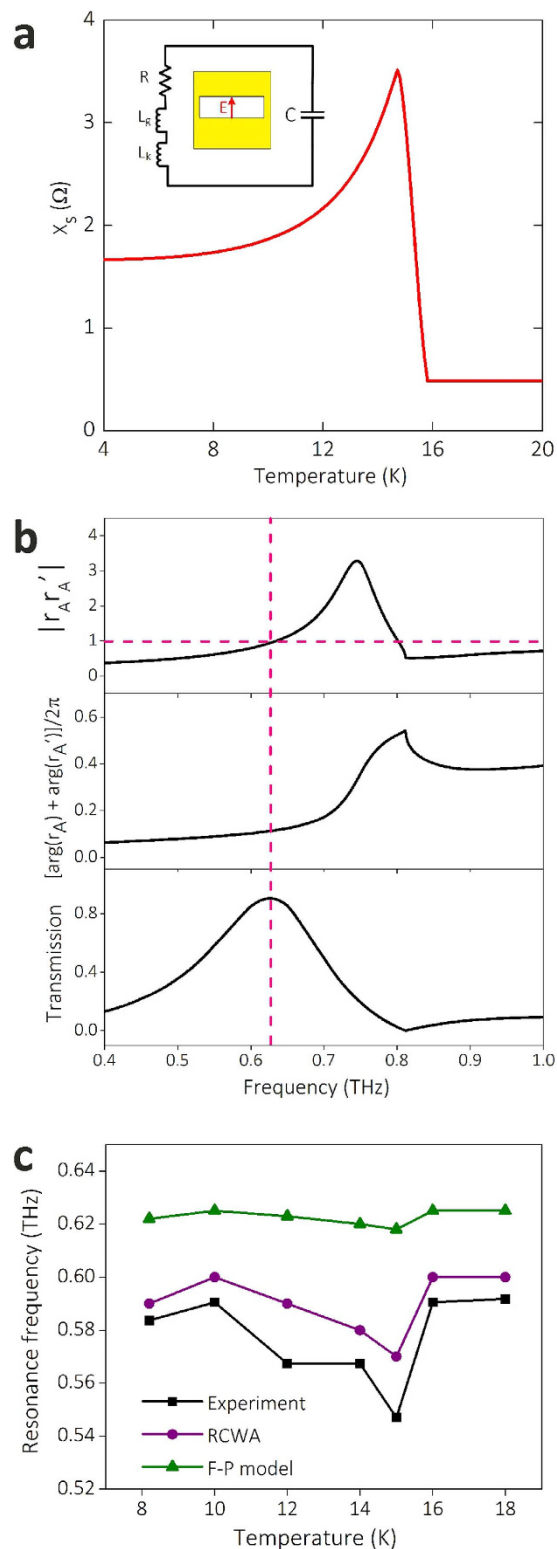 a
4
3
2
1
0
X_S (Ω)
R
L_g
L_k
E
C
4 8 12 16 20
Temperature (K)
b
4
3
2
1
0
|r_A r_A'|
0.6
0.4
0.2
0.0
[arg(r_A) + arg(r_A')]/2π
0.8
0.4
0.0
Transmission
0.4 0.5 0.6 0.7 0.8 0.9 1.0
Frequency (THz)
c
0.64
0.62
0.60
0.58
0.56
0.54
0.52
Resonance frequency (THz)
Experiment
RCWA
F-P model
8 10 12 14 16 18
Temperature (K)